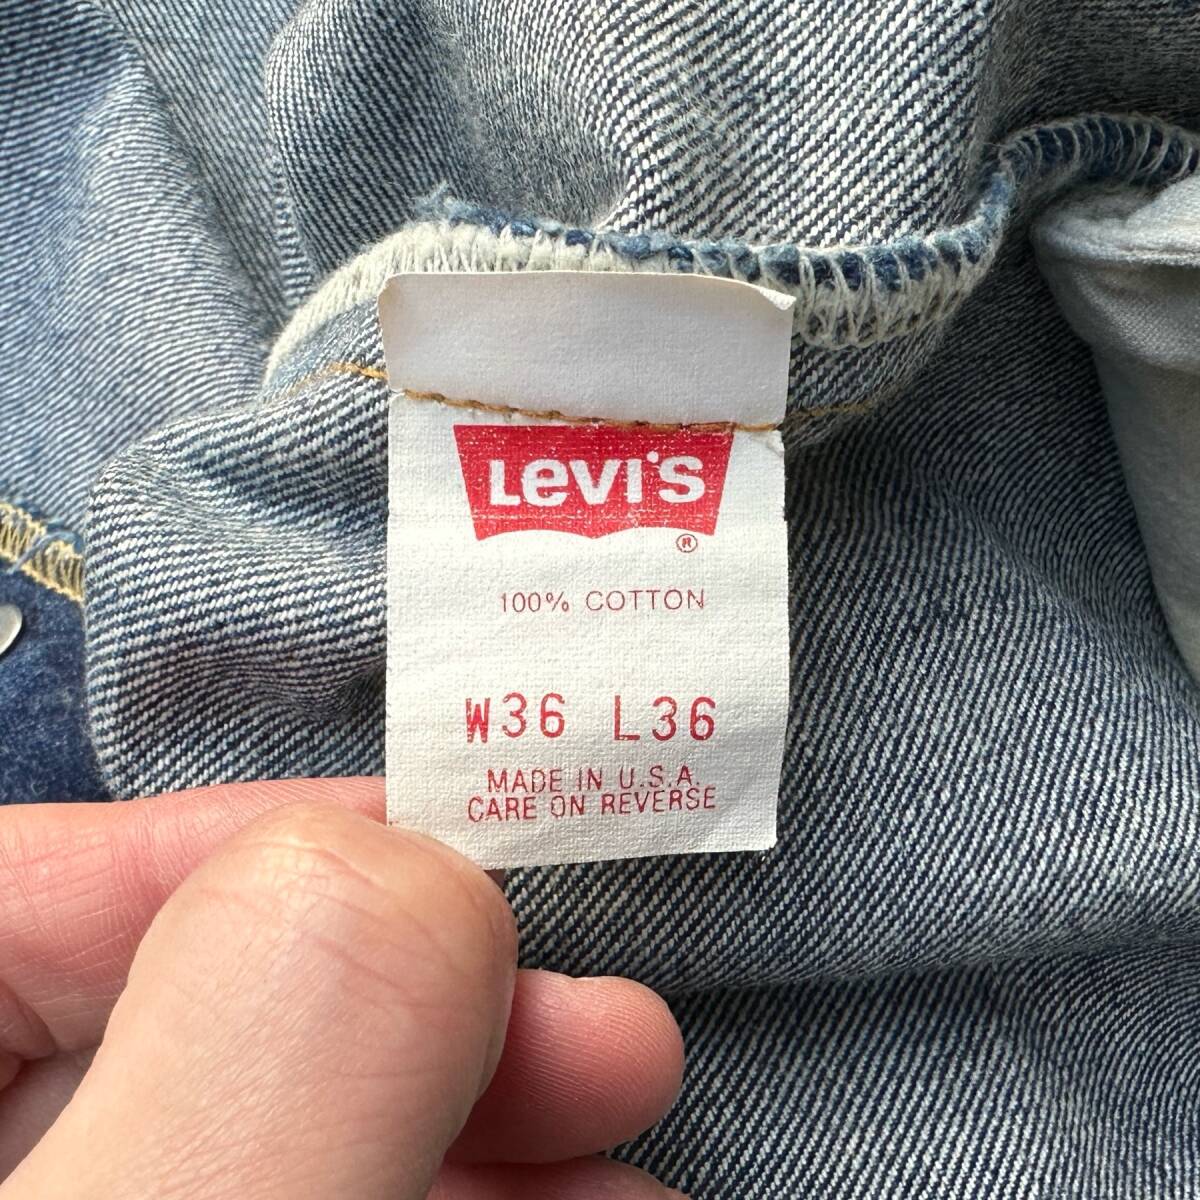 Levi's
®
100% COTTON
W36 L36
MADE IN U.S.A.
CARE ON REVERSE